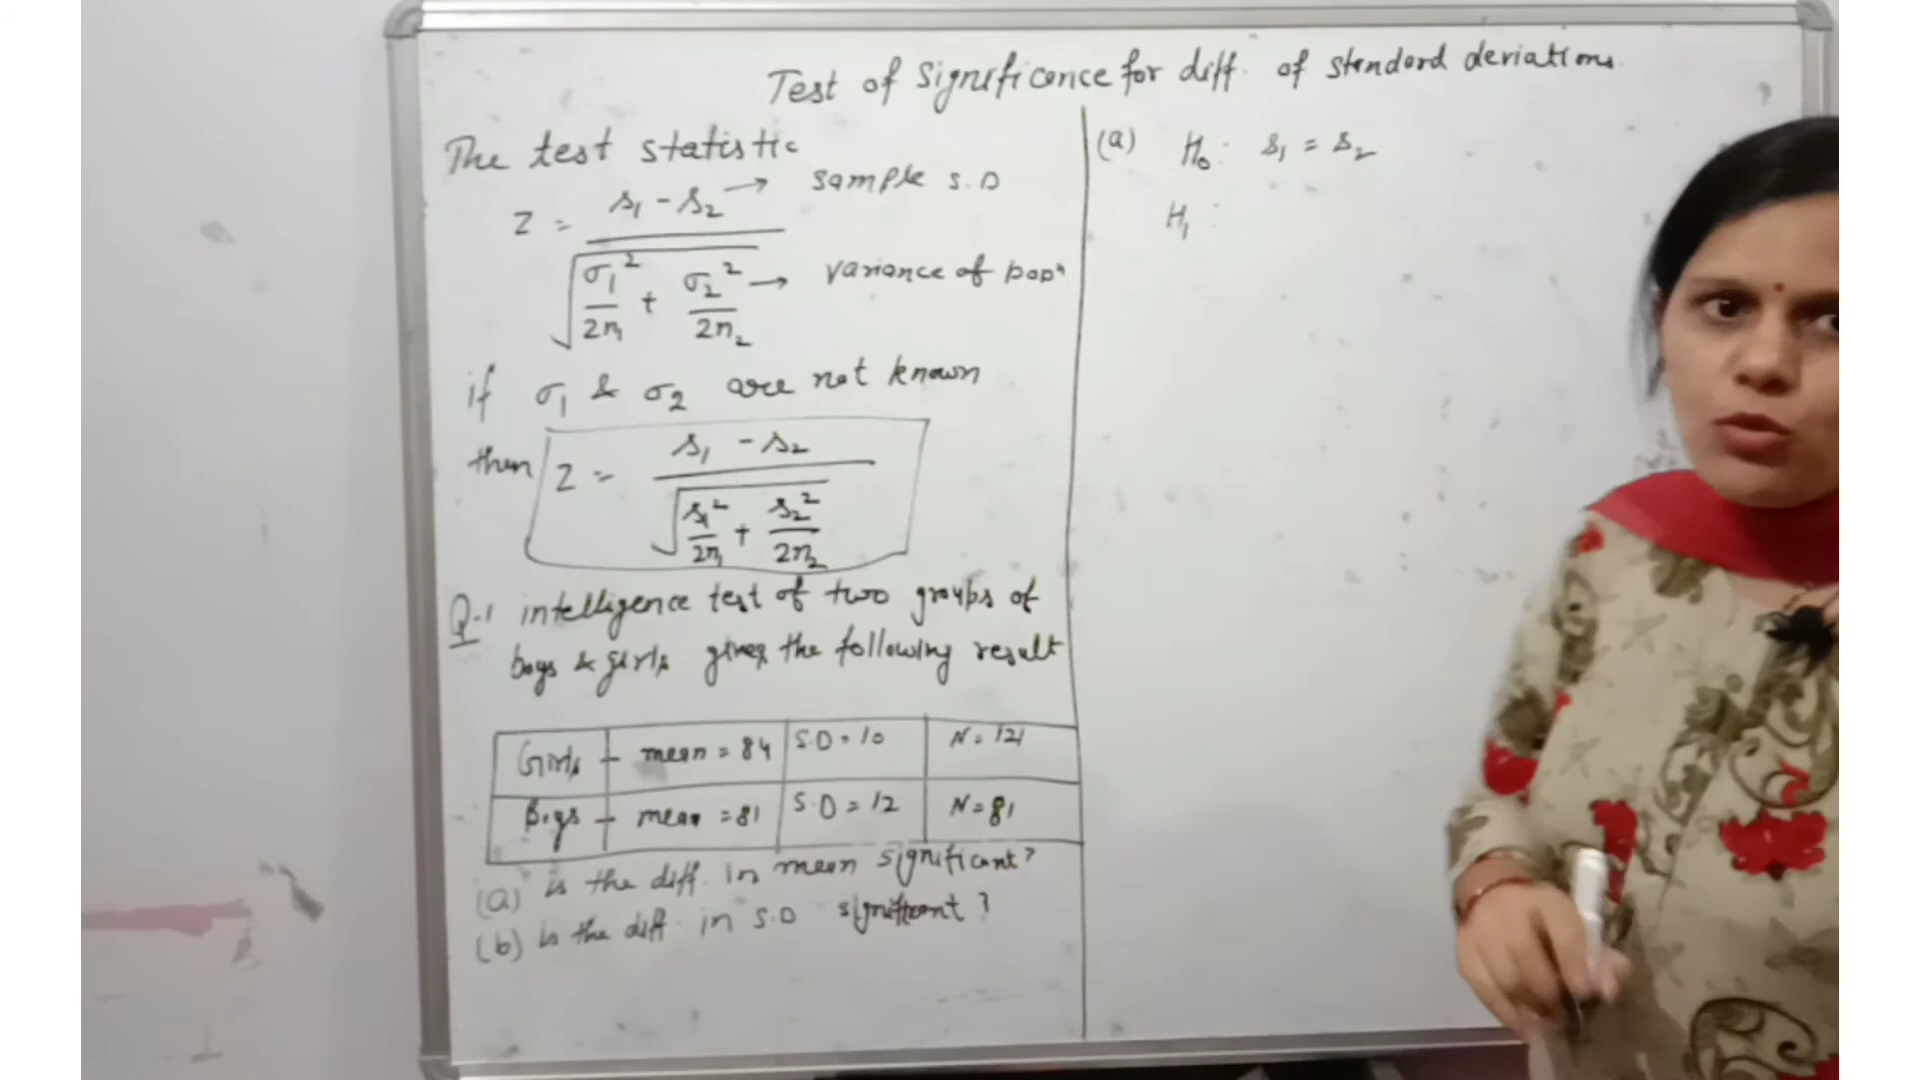 Test of Significance for diff. of standard deviations
The test statistic
Z = s₁ - s₂ → sample S.D
√ σ₁²/2n₁ + σ₂²/2n₂ → variance of popⁿ
if σ₁ & σ₂ are not known
then Z = s₁ - s₂
√ s₁²/2n₁ + s₂²/2n₂
Q-1 intelligence test of two groups of
boys & girls gives the following result
Girls - mean = 84 S.D = 10 N = 121
Boys - mean = 81 S.D = 12 N = 81
(a) is the diff. in mean significant?
(b) is the diff in S.D significant?
(a) H₀: s₁ = s₂
H₁: